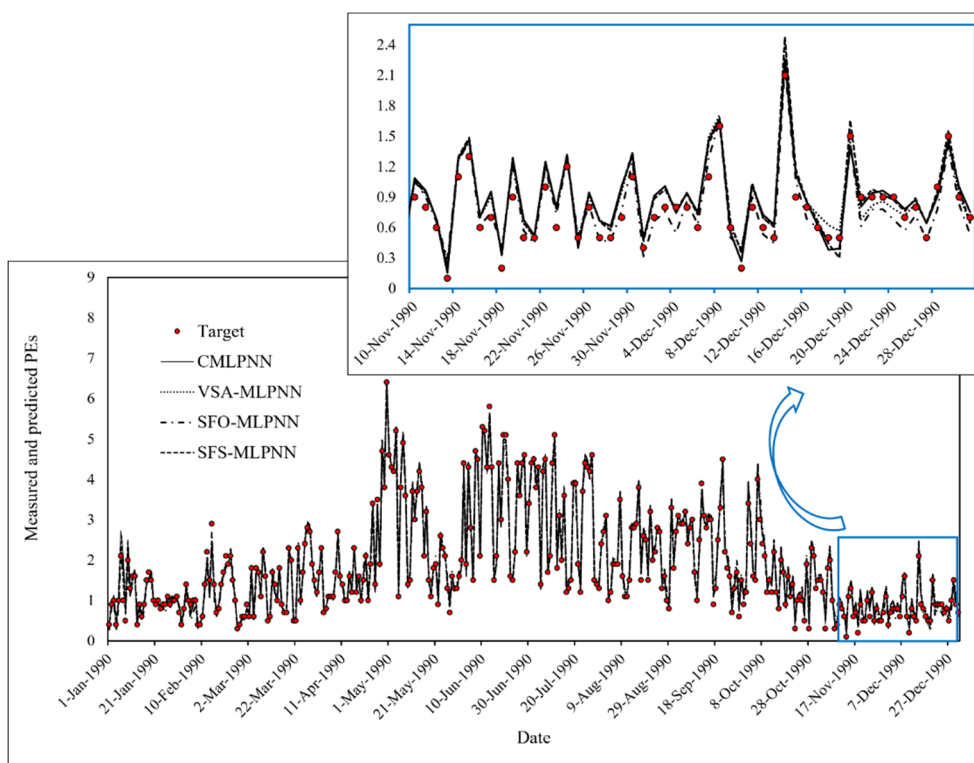 2.4
2.1
1.8
1.5
1.2
0.9
0.6
0.3
0
10-Nov-1990
14-Nov-1990
18-Nov-1990
22-Nov-1990
26-Nov-1990
30-Nov-1990
4-Dec-1990
8-Dec-1990
12-Dec-1990
16-Dec-1990
20-Dec-1990
24-Dec-1990
28-Dec-1990
Measured and predicted PEs
9
8
7
6
5
4
3
2
1
0
Target
CMLPNN
VSA-MLPNN
SFO-MLPNN
SFS-MLPNN
1-Jan-1990
21-Jan-1990
10-Feb-1990
2-Mar-1990
22-Mar-1990
11-Apr-1990
1-May-1990
21-May-1990
10-Jun-1990
30-Jun-1990
20-Jul-1990
9-Aug-1990
29-Aug-1990
18-Sep-1990
8-Oct-1990
28-Oct-1990
17-Nov-1990
7-Dec-1990
27-Dec-1990
Date